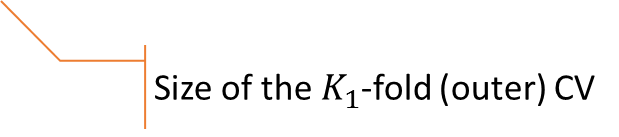 Size of the K₁-fold (outer) CV